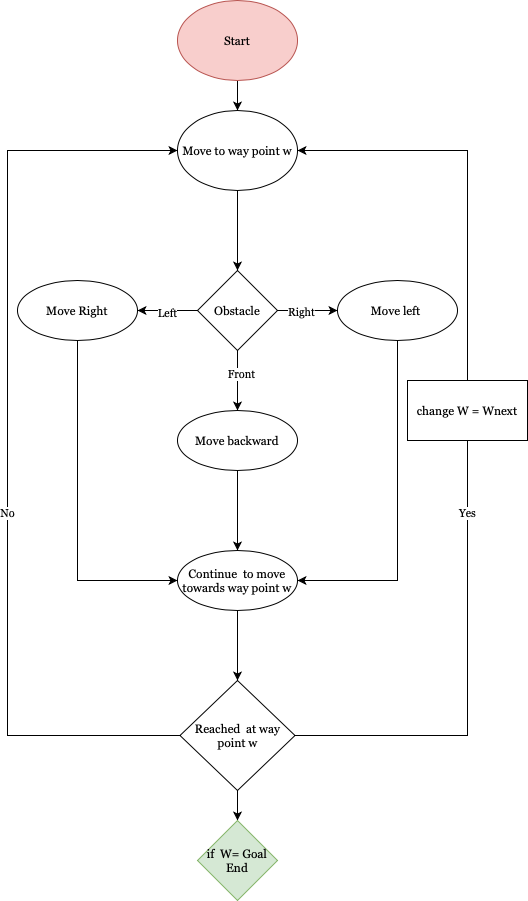 Start
Move to way point w
Move Right
Left
Obstacle
Right
Move left
Front
change W = Wnext
Move backward
No
Yes
Continue  to move
towards way point w
Reached  at way
point w
if  W= Goal
End